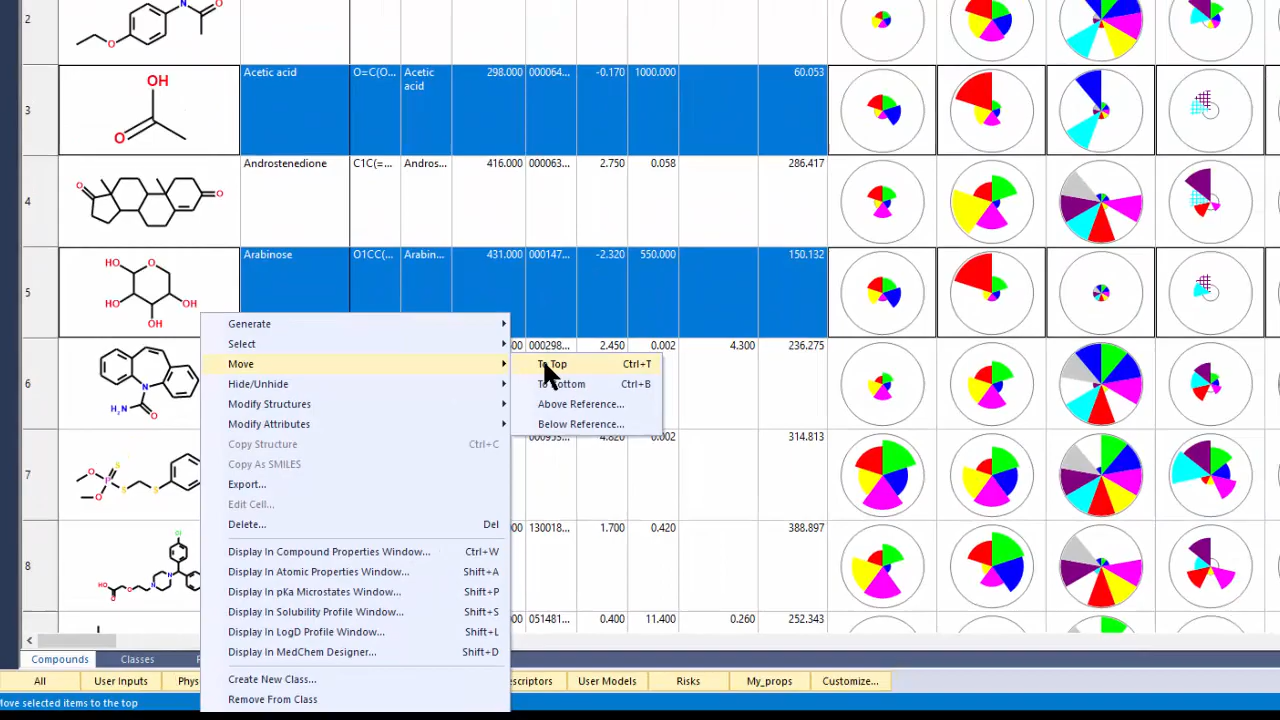 2
N
O
O
3
OH
O
Acetic acid
O=C(O...
Acetic
acid
298.000
000064...
-0.170
1000.000
60.053
4
O
O
Androstenedione
C1C(=...
Andros...
416.000
000063...
2.750
0.058
286.417
5
HO
O
HO
OH
OH
Arabinose
O1CC(...
Arabin...
431.000
000147...
-2.320
550.000
150.132
6
N
H₂N
O
000298...
2.450
0.002
4.300
236.275
7
O
S
P
O
S
S
4.820
0.002
314.813
8
Cl
HO
O
O
N
N
130018...
1.700
0.420
388.897
051481...
0.400
11.400
0.260
252.343
Generate
Select
Move
Hide/Unhide
Modify Structures
Modify Attributes
Copy Structure Ctrl+C
Copy As SMILES
Export...
Edit Cell...
Delete... Del
Display In Compound Properties Window... Ctrl+W
Display In Atomic Properties Window... Shift+A
Display In pKa Microstates Window... Shift+P
Display In Solubility Profile Window... Shift+S
Display In LogD Profile Window... Shift+L
Display In MedChem Designer... Shift+D
Create New Class...
Remove From Class
To Top Ctrl+T
To Bottom Ctrl+B
Above Reference...
Below Reference...
Compounds
Classes
All
User Inputs
User Models
Risks
My_props
Customize...
Move selected items to the top